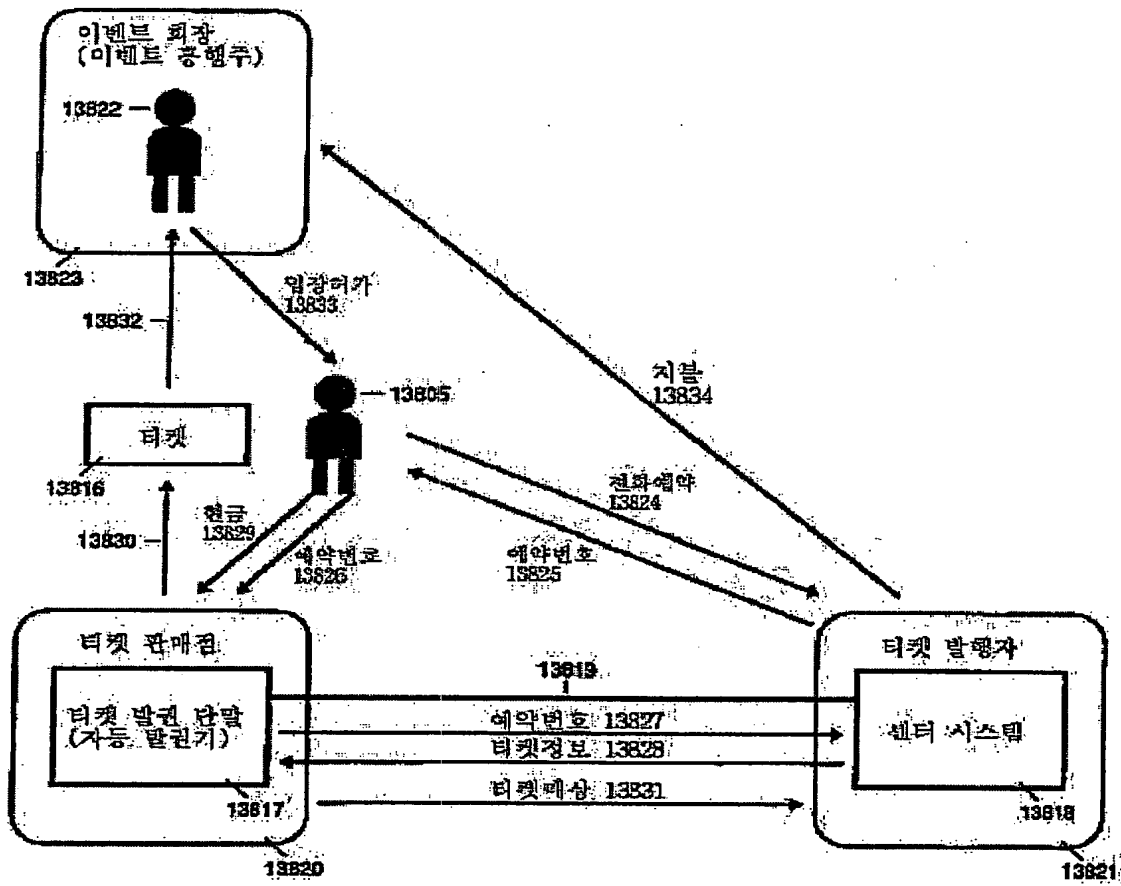 이벤트 회장
(이벤트 흥행주)
13822
13823
입장허가
13833
13832
13805
지불
13834
티켓
13816
전화예약
13824
현금
13829
13830
예약번호
13826
예약번호
13825
티켓 판매점
티켓 발행자
13819
티켓 발권 단말
(자동 발권기)
예약번호 13827
센터 시스템
티켓정보 13828
티켓매상 13831
13817
13818
13820
13821